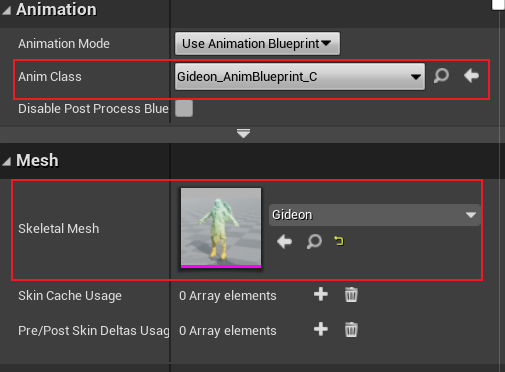 Animation
Animation Mode
Use Animation Blueprint
Anim Class
Gideon_AnimBlueprint_C
Disable Post Process Blue
Mesh
Skeletal Mesh
Gideon
Skin Cache Usage
0 Array elements
Pre/Post Skin Deltas Usag
0 Array elements